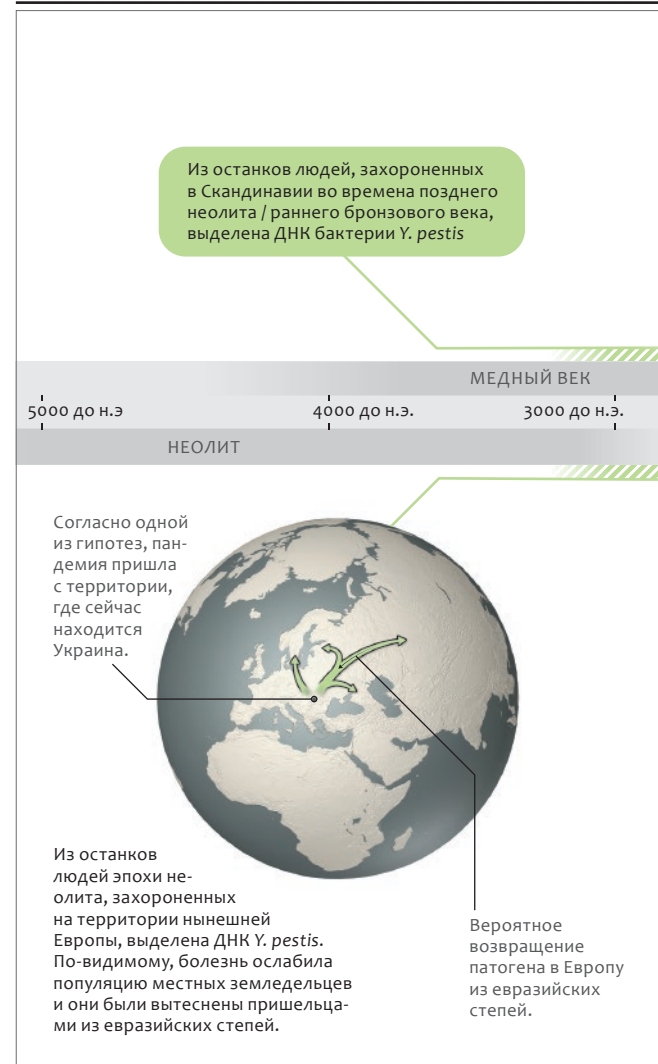 Из останков людей, захороненных
в Скандинавии во времена позднего
неолита / раннего бронзового века,
выделена ДНК бактерии Y. pestis
МЕДНЫЙ ВЕК
5000 до н.э
4000 до н.э.
3000 до н.э.
НЕОЛИТ
Согласно одной
из гипотез, пан-
демия пришла
с территории,
где сейчас
находится
Украина.
Из останков
людей эпохи не-
олита, захороненных
на территории нынешней
Европы, выделена ДНК Y. pestis.
По-видимому, болезнь ослабила
популяцию местных земледельцев
и они были вытеснены пришельца-
ми из евразийских степей.
Вероятное
возвращение
патогена в Европу
из евразийских
степей.